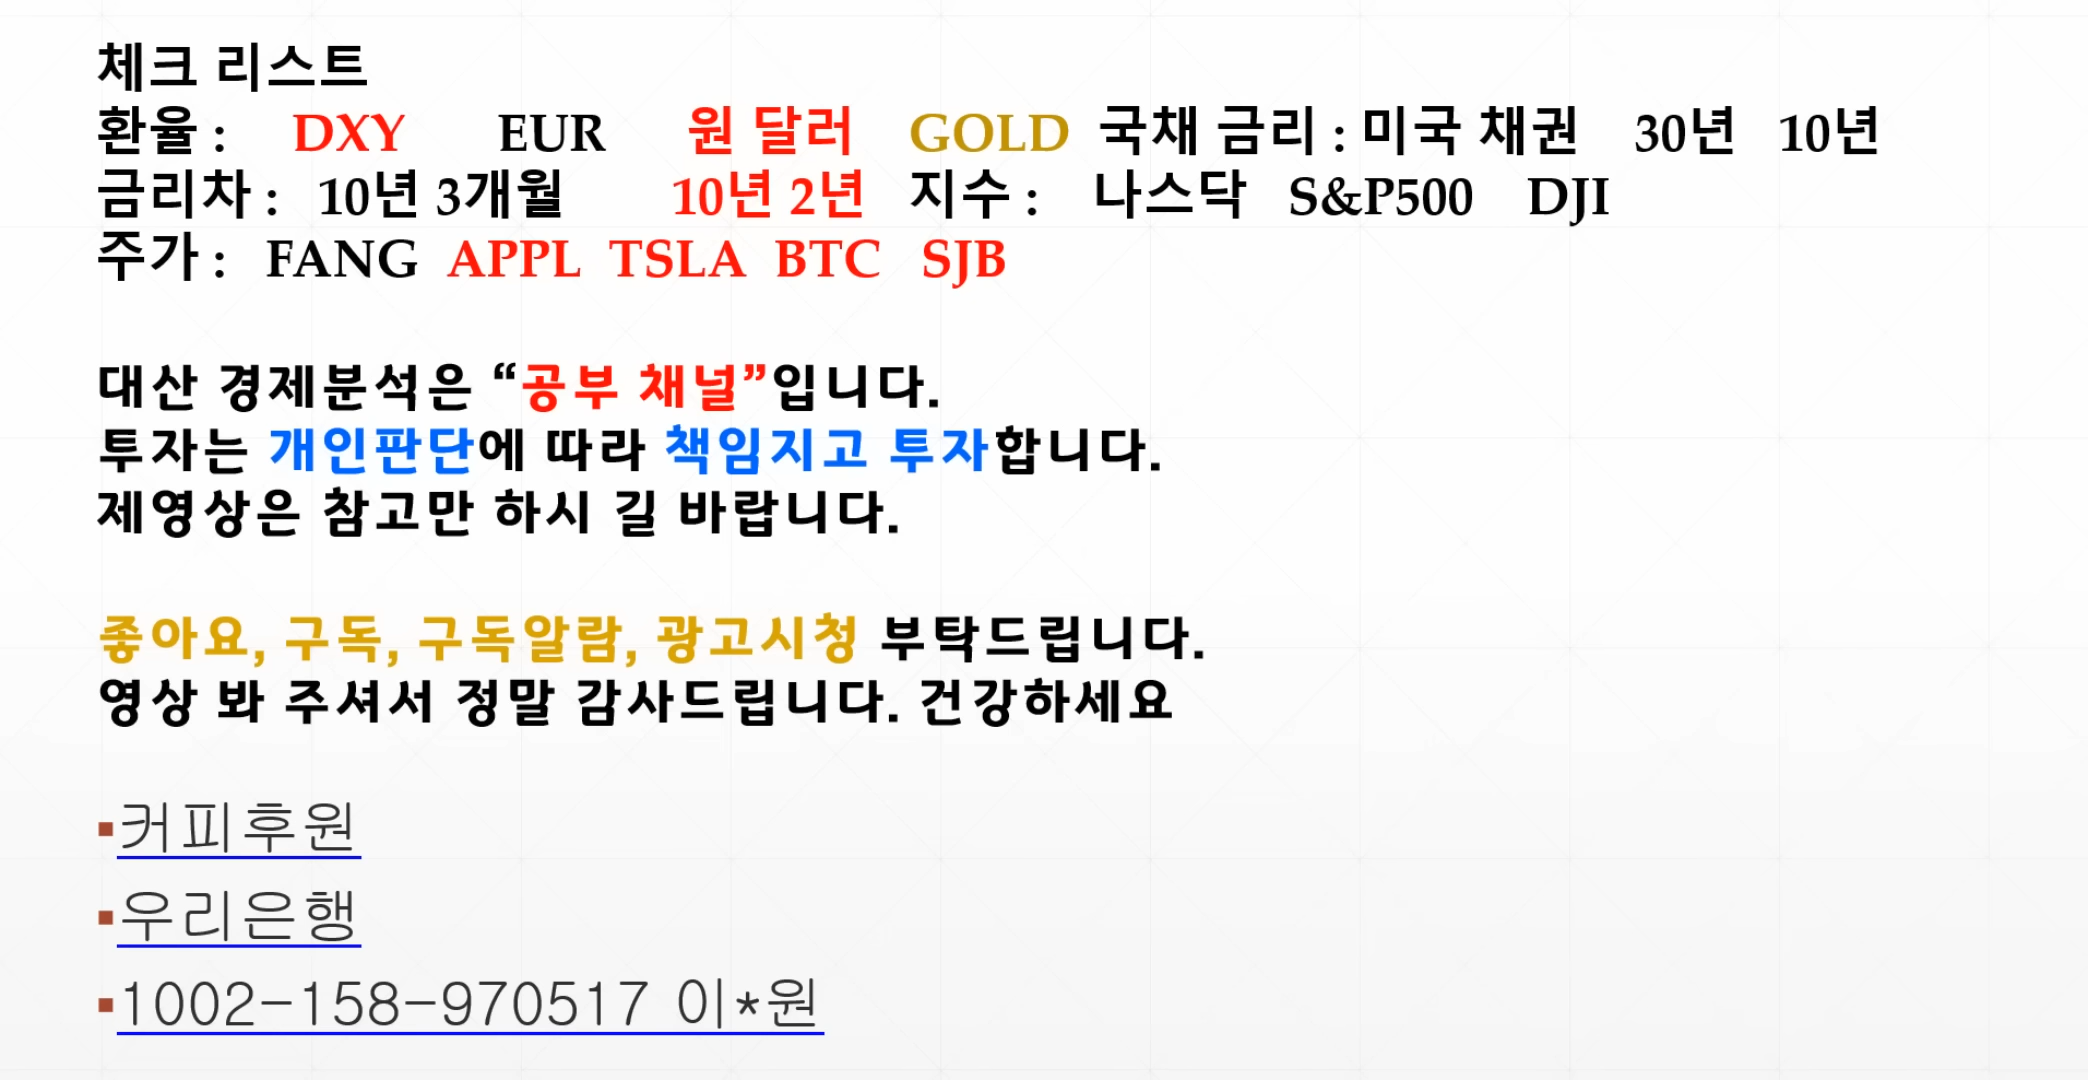 체크 리스트
환율 : DXY EUR 원 달러 GOLD 국채 금리 : 미국 채권 30년 10년
금리차 : 10년 3개월 10년 2년 지수 : 나스닥 S&P500 DJI
주가 : FANG APPL TSLA BTC SJB
대산 경제분석은 “공부 채널”입니다.
투자는 개인판단에 따라 책임지고 투자합니다.
제영상은 참고만 하시 길 바랍니다.
좋아요, 구독, 구독알람, 광고시청 부탁드립니다.
영상 봐 주셔서 정말 감사드립니다. 건강하세요
▪커피후원
▪우리은행
▪1002-158-970517 이*원